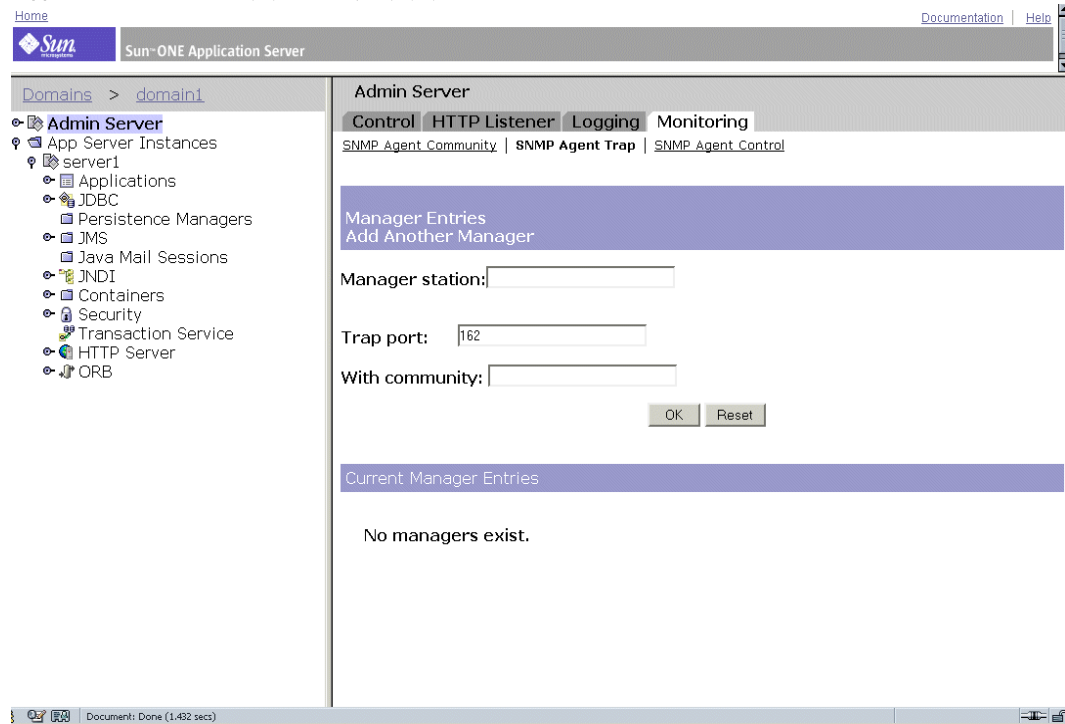 Home
Documentation | Help
Sun
microsystems
Sun™ ONE Application Server
Domains > domain1
Admin Server
App Server Instances
server1
Applications
JDBC
Persistence Managers
JMS
Java Mail Sessions
JNDI
Containers
Security
Transaction Service
HTTP Server
ORB
Admin Server
Control HTTP Listener Logging Monitoring
SNMP Agent Community | SNMP Agent Trap | SNMP Agent Control
Manager Entries
Add Another Manager
Manager station:
Trap port: 162
With community:
OK Reset
Current Manager Entries
No managers exist.
Document: Done (1.432 secs)